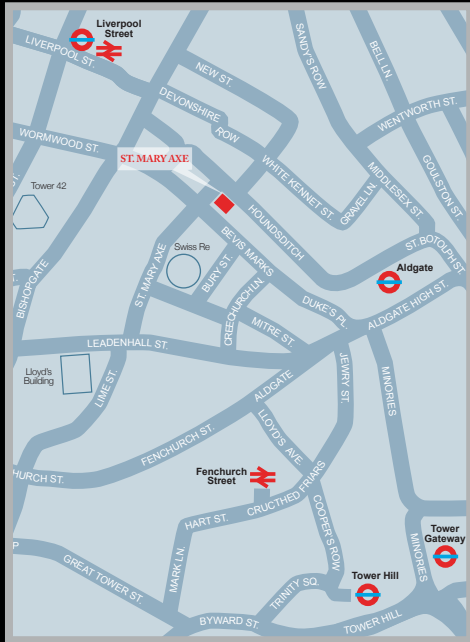 Liverpool
Street
LIVERPOOL ST.
SANDY'S ROW
BELL LN.
NEW ST.
DEVONSHIRE
ROW
WENTWORTH ST.
WORMWOOD ST.
ST. MARY AXE
WHITE KENNET ST.
GRAVEL LN.
MIDDLESEX ST.
GOULSTON ST.
ST.
Tower 42
HOUNDSDITCH
BEVIS MARKS
ST.BOTOLPH ST.
Swiss Re
BURY ST.
Aldgate
ST. MARY AXE
BISHOPGATE
CREECHURCH LN.
DUKE'S PL.
ALDGATE HIGH ST.
T.
MITRE ST.
LEADENHALL ST.
JEWRY ST.
MINORIES
Lloyd's
Building
LIME ST.
ALDGATE
FENCHURCH ST.
LLOYD'S AVE.
HURCH ST.
Fenchurch
Street
CRUCTHED FRIARS
HART ST.
COOPER'S ROW
MARK LN.
Tower
Gateway
MINORIES
P
GREAT TOWER ST.
Tower Hill
TRINITY SQ.
BYWARD ST.
TOWER HILL